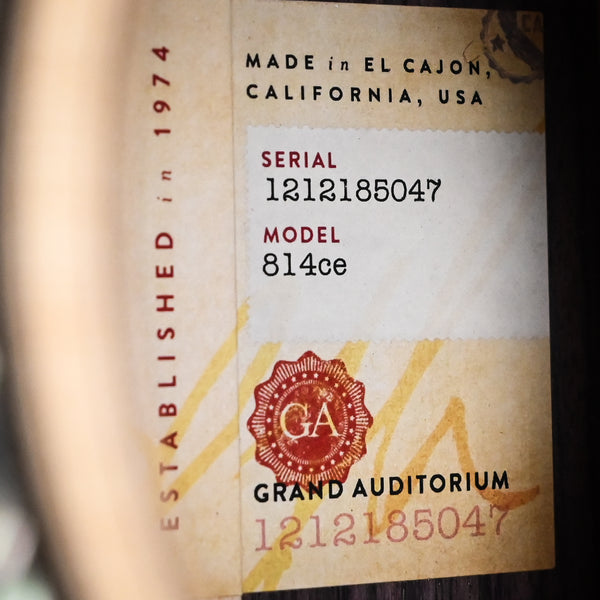 ESTABLISHED in 1974
MADE in EL CAJON,
CALIFORNIA, USA
SERIAL
1212185047
MODEL
814ce
GA
GRAND AUDITORIUM
1212185047